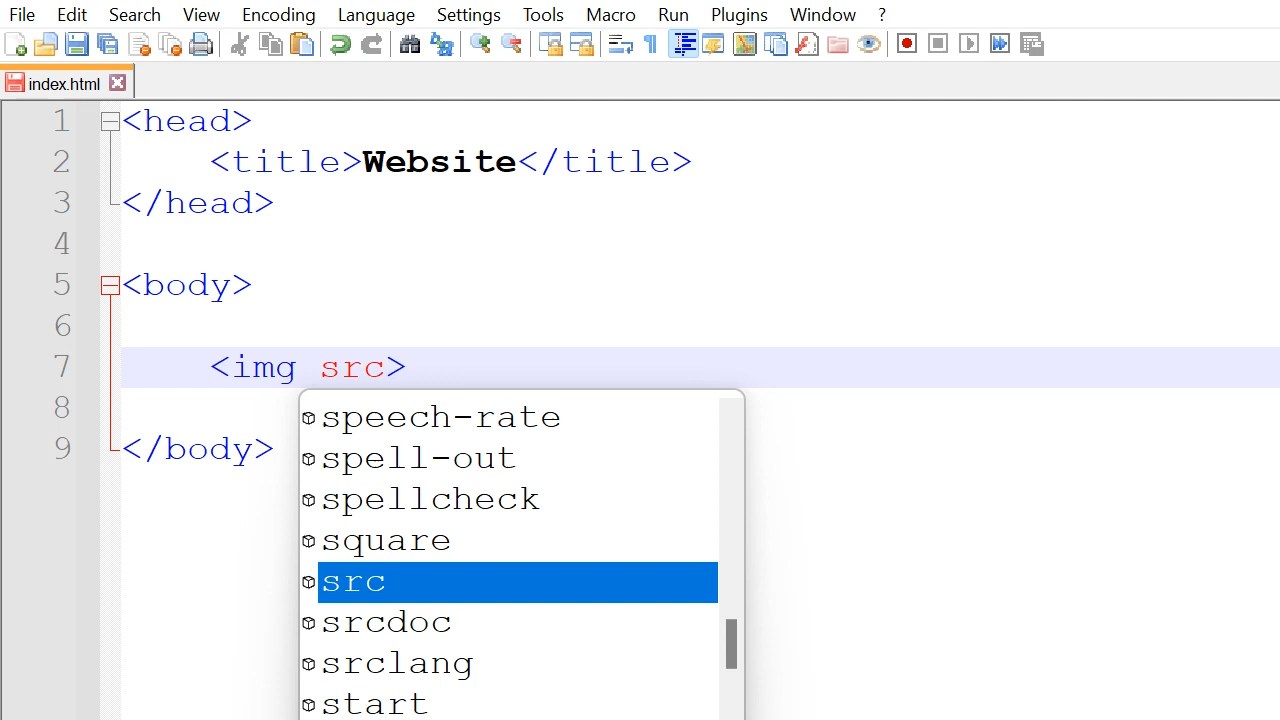 File Edit Search View Encoding Language Settings Tools Macro Run Plugins Window ?
index.html
1 <head>
2 <title>Website</title>
3 </head>
4
5 <body>
6
7 <img src>
8
9 </body>
speech-rate
spell-out
spellcheck
square
src
srcdoc
srclang
start